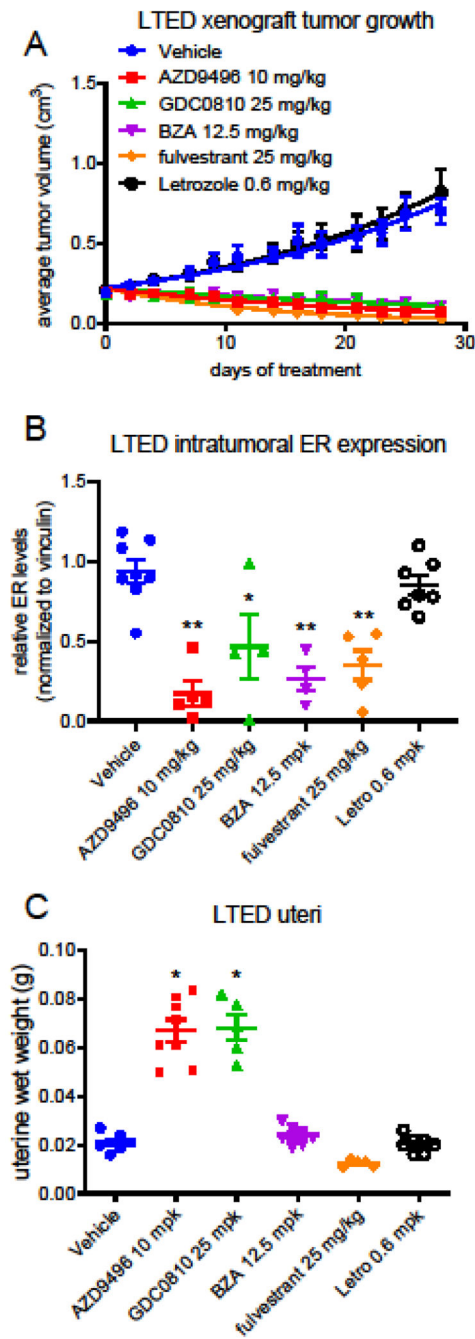 LTED xenograft tumor growth
A
Vehicle
AZD9496 10 mg/kg
GDC0810 25 mg/kg
BZA 12.5 mg/kg
fulvestrant 25 mg/kg
Letrozole 0.6 mg/kg
average tumor volume (cm3)
1.5
1.0
0.5
0.0
0
10
20
30
days of treatment
B
LTED intratumoral ER expression
relative ER levels
(normalized to vinculin)
1.5
1.0
0.5
0.0
**
*
**
**
Vehicle
AZD9496 10 mg/kg
GDC0810 25 mg/kg
BZA 12.5 mpk
fulvestrant 25 mg/kg
Letro 0.6 mpk
C
LTED uteri
uterine wet weight (g)
0.10
0.08
0.06
0.04
0.02
0.00
*
*
Vehicle
AZD9496 10 mpk
GDC0810 25 mpk
BZA 12.5 mpk
fulvestrant 25 mg/kg
Letro 0.6 mpk